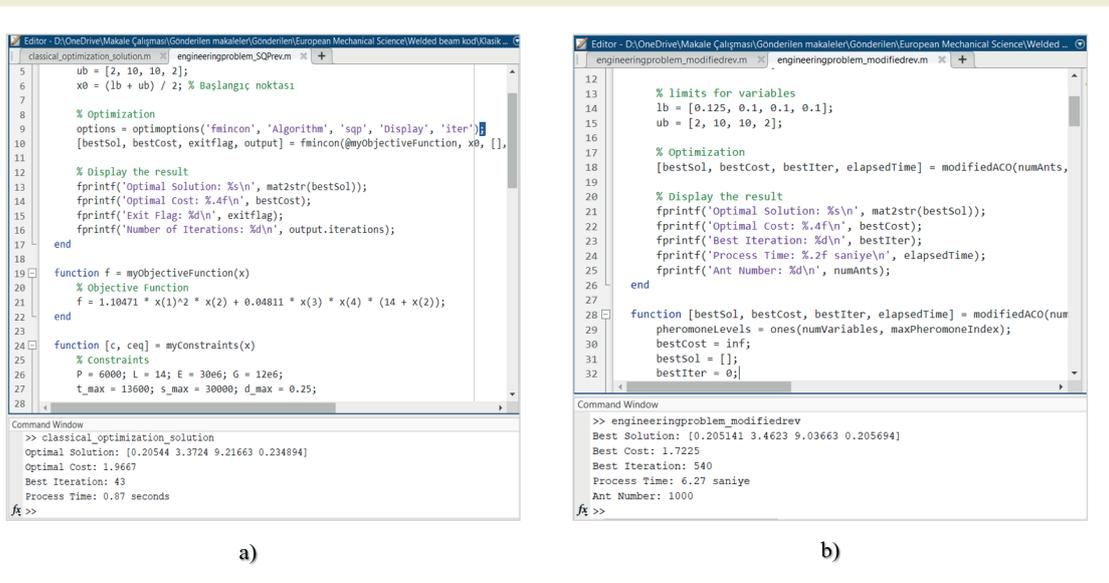 Editor - D:\OneDrive\Makale Çalışması\Gönderilen makaleler\Gönderilen\European Mechanical Science\Welded beam kod\Klasik ...
classical_optimization_solution.m × engineeringproblem_SQPrev.m × +
5 ub = [2, 10, 10, 2];
6 x0 = (lb + ub) / 2; % Başlangıç noktası
7
8 % Optimization
9 options = optimoptions('fmincon', 'Algorithm', 'sqp', 'Display', 'iter');
10 [bestSol, bestCost, exitflag, output] = fmincon(@myObjectiveFunction, x0, [],
11
12 % Display the result
13 fprintf('Optimal Solution: %s\n', mat2str(bestSol));
14 fprintf('Optimal Cost: %.4f\n', bestCost);
15 fprintf('Exit Flag: %d\n', exitflag);
16 fprintf('Number of Iterations: %d\n', output.iterations);
17 end
18
19 function f = myObjectiveFunction(x)
20 % Objective Function
21 f = 1.10471 * x(1)^2 * x(2) + 0.04811 * x(3) * x(4) * (14 + x(2));
22 end
23
24 function [c, ceq] = myConstraints(x)
25 % Constraints
26 P = 6000; L = 14; E = 30e6; G = 12e6;
27 t_max = 13600; s_max = 30000; d_max = 0.25;
28
Command Window
>> classical_optimization_solution
Optimal Solution: [0.20544 3.3724 9.21663 0.234894]
Optimal Cost: 1.9667
Best Iteration: 43
Process Time: 0.87 seconds
fx >>
a)
Editor - D:\OneDrive\Makale Çalışması\Gönderilen makaleler\Gönderilen\European Mechanical Science\Welded ...
engineeringproblem_modifiedrev.m × engineeringproblem_modifiedrev.m × +
12
13 % limits for variables
14 lb = [0.125, 0.1, 0.1, 0.1];
15 ub = [2, 10, 10, 2];
16
17 % Optimization
18 [bestSol, bestCost, bestIter, elapsedTime] = modifiedACO(numAnts,
19
20 % Display the result
21 fprintf('Optimal Solution: %s\n', mat2str(bestSol));
22 fprintf('Optimal Cost: %.4f\n', bestCost);
23 fprintf('Best Iteration: %d\n', bestIter);
24 fprintf('Process Time: %.2f saniye\n', elapsedTime);
25 fprintf('Ant Number: %d\n', numAnts);
26 end
27
28 function [bestSol, bestCost, bestIter, elapsedTime] = modifiedACO(num
29 pheromoneLevels = ones(numVariables, maxPheromoneIndex);
30 bestCost = inf;
31 bestSol = [];
32 bestIter = 0;
Command Window
>> engineeringproblem_modifiedrev
Best Solution: [0.205141 3.4623 9.03663 0.205694]
Best Cost: 1.7225
Best Iteration: 540
Process Time: 6.27 saniye
Ant Number: 1000
fx >>
b)